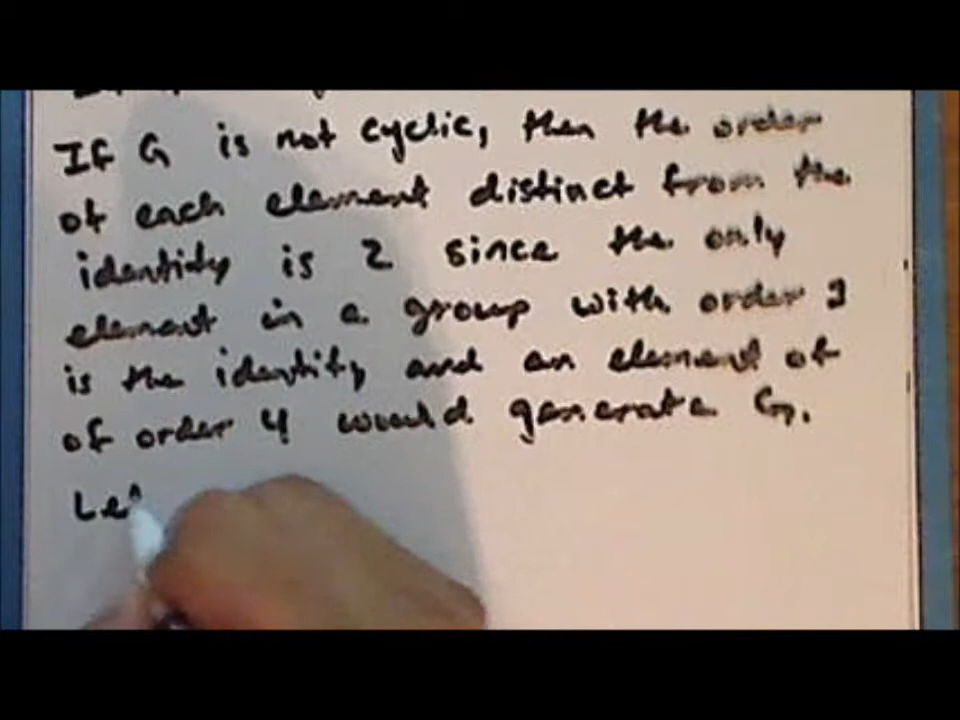 If G is not cyclic, then the order
of each element distinct from the
identity is 2 since the only
element in a group with order 1
is the identity and an element of
of order 4 would generate G.
Let